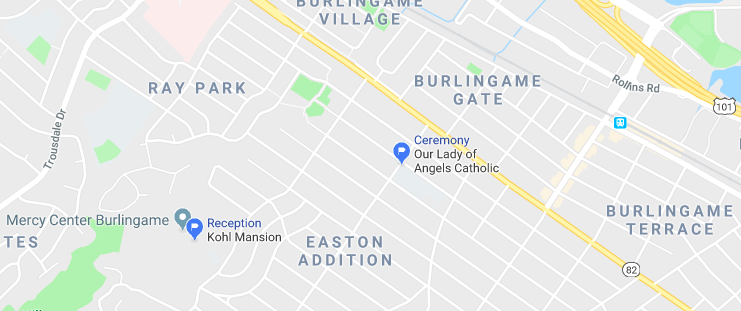 BURLINGAME
VILLAGE
RAY PARK
BURLINGAME
GATE
Rollins Rd
101
Trousdale Dr
Ceremony
Our Lady of
Angels Catholic
Mercy Center Burlingame
Reception
Kohl Mansion
TES
EASTON
ADDITION
BURLINGAME
TERRACE
82